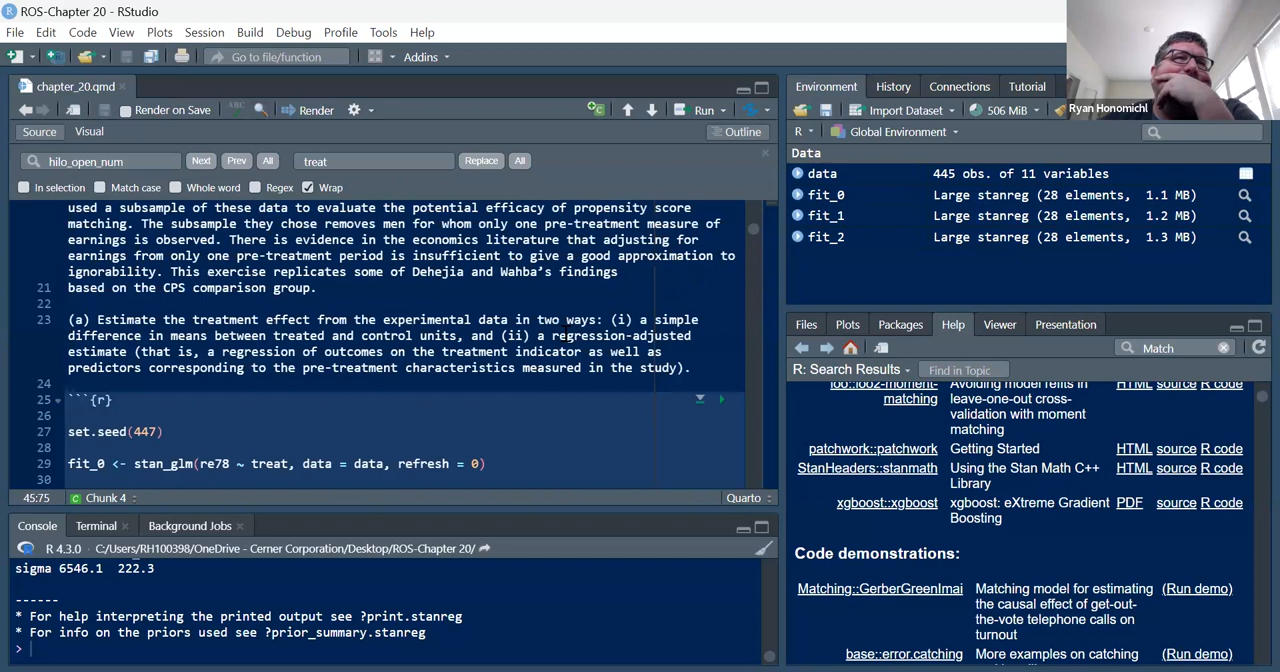 ROS-Chapter 20 - RStudio
File Edit Code View Plots Session Build Debug Profile Tools Help
Go to file/function Addins
chapter_20.qmd
Render on Save ABC Render Run
Source Visual Outline
hilo_open_num Next Prev All treat Replace All
In selection Match case Whole word Regex Wrap
used a subsample of these data to evaluate the potential efficacy of propensity score
matching. The subsample they chose removes men for whom only one pre-treatment measure of
earnings is observed. There is evidence in the economics literature that adjusting for
earnings from only one pre-treatment period is insufficient to give a good approximation to
ignorability. This exercise replicates some of Dehejia and Wahba's findings
21 based on the CPS comparison group.
22
23 (a) Estimate the treatment effect from the experimental data in two ways: (i) a simple
difference in means between treated and control units, and (ii) a regression-adjusted
estimate (that is, a regression of outcomes on the treatment indicator as well as
predictors corresponding to the pre-treatment characteristics measured in the study).
24
25 ```{r}
26
27 set.seed(447)
28
29 fit_0 <- stan_glm(re78 ~ treat, data = data, refresh = 0)
30
45:75 Chunk 4 Quarto
Console Terminal Background Jobs
R 4.3.0 · C:/Users/RH100398/OneDrive - Cerner Corporation/Desktop/ROS-Chapter 20/
sigma 6546.1 222.3
------
* For help interpreting the printed output see ?print.stanreg
* For info on the priors used see ?prior_summary.stanreg
>
Environment History Connections Tutorial
Import Dataset 506 MiB
R Global Environment
Data
data 445 obs. of 11 variables
fit_0 Large stanreg (28 elements, 1.1 MB)
fit_1 Large stanreg (28 elements, 1.2 MB)
fit_2 Large stanreg (28 elements, 1.3 MB)
Ryan Honomichl
Files Plots Packages Help Viewer Presentation
Match
R: Search Results Find in Topic
loo::loo2-moment-matching Avoiding model refits in leave-one-out cross-validation with moment matching HTML source R code
patchwork::patchwork Getting Started HTML source R code
StanHeaders::stanmath Using the Stan Math C++ Library HTML source R code
xgboost::xgboost xgboost: eXtreme Gradient Boosting PDF source R code
Code demonstrations:
Matching::GerberGreenImai Matching model for estimating the causal effect of get-out-the-vote telephone calls on turnout (Run demo)
base::error.catching More examples on catching (Run demo)